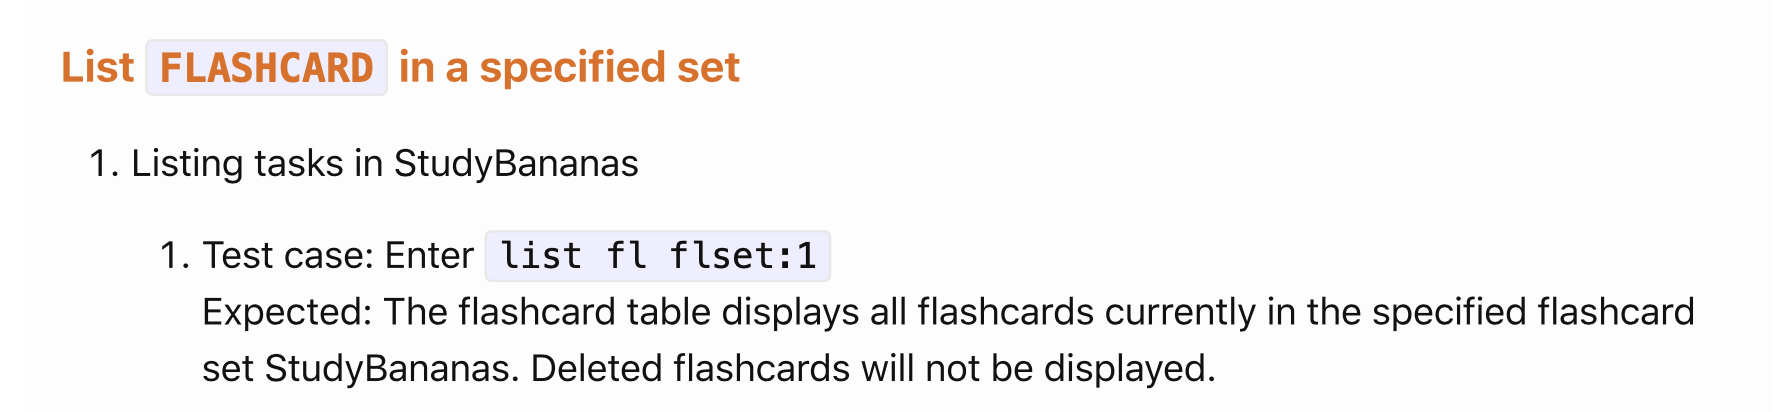 List FLASHCARD in a specified set
1. Listing tasks in StudyBananas
1. Test case: Enter list fl flset:1
Expected: The flashcard table displays all flashcards currently in the specified flashcard
set StudyBananas. Deleted flashcards will not be displayed.